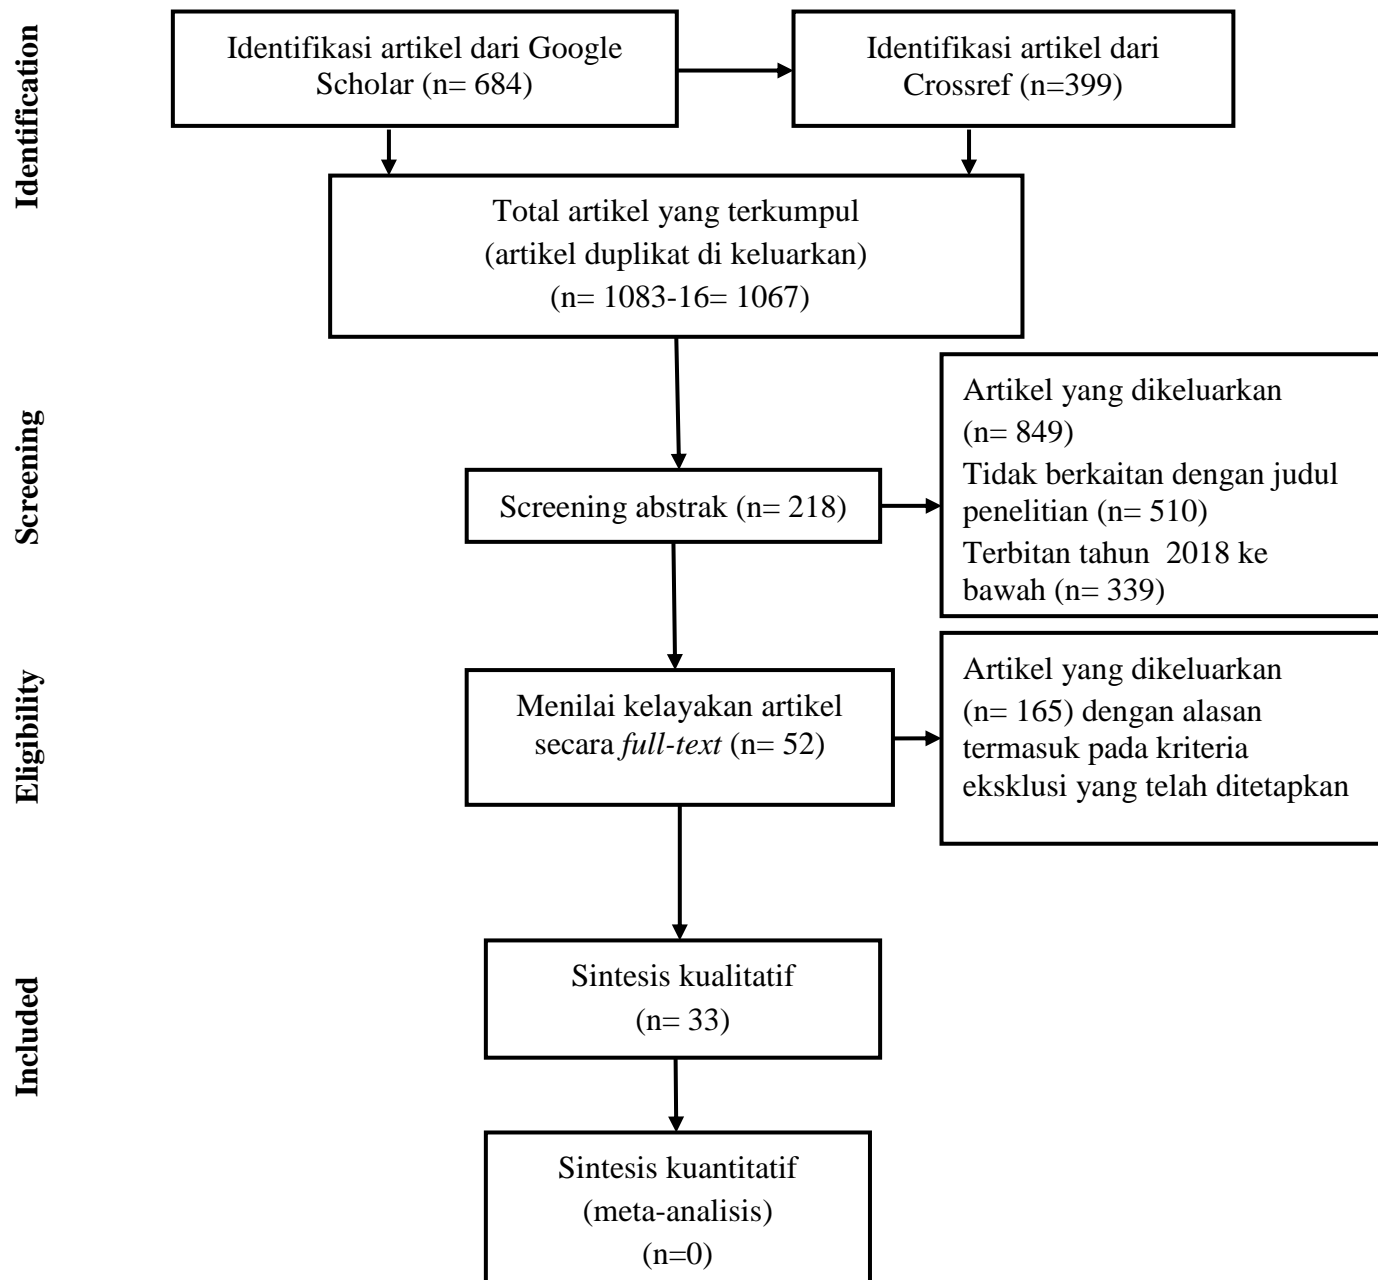 Identification
Identifikasi artikel dari Google
Scholar (n= 684)
Identifikasi artikel dari
Crossref (n=399)
Total artikel yang terkumpul
(artikel duplikat di keluarkan)
(n= 1083-16= 1067)
Screening
Screening abstrak (n= 218)
Artikel yang dikeluarkan
(n= 849)
Tidak berkaitan dengan judul
penelitian (n= 510)
Terbitan tahun  2018 ke
bawah (n= 339)
Eligibility
Menilai kelayakan artikel
secara full-text (n= 52)
Artikel yang dikeluarkan
(n= 165) dengan alasan
termasuk pada kriteria
eksklusi yang telah ditetapkan
Included
Sintesis kualitatif
(n= 33)
Sintesis kuantitatif
(meta-analisis)
(n=0)